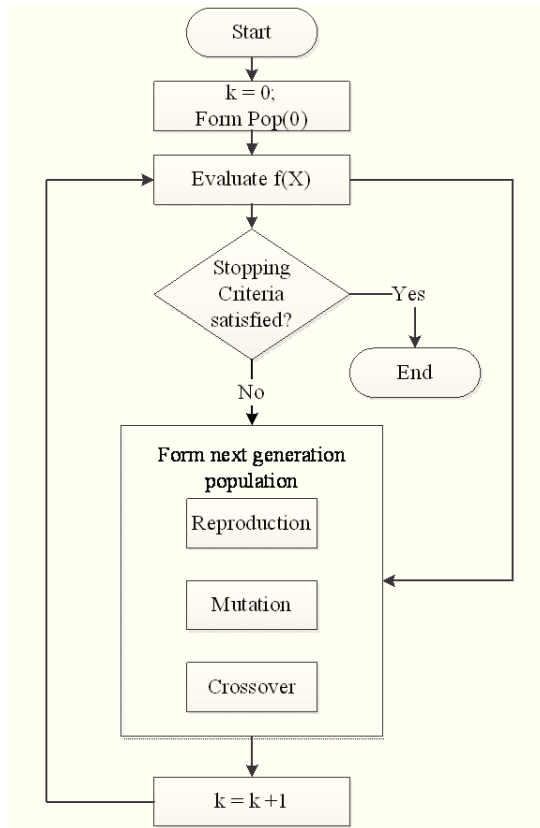 Start
k = 0;
Form Pop(0)
Evaluate f(X)
Stopping
Criteria
satisfied?
Yes
End
No
Form next generation
population
Reproduction
Mutation
Crossover
k = k +1